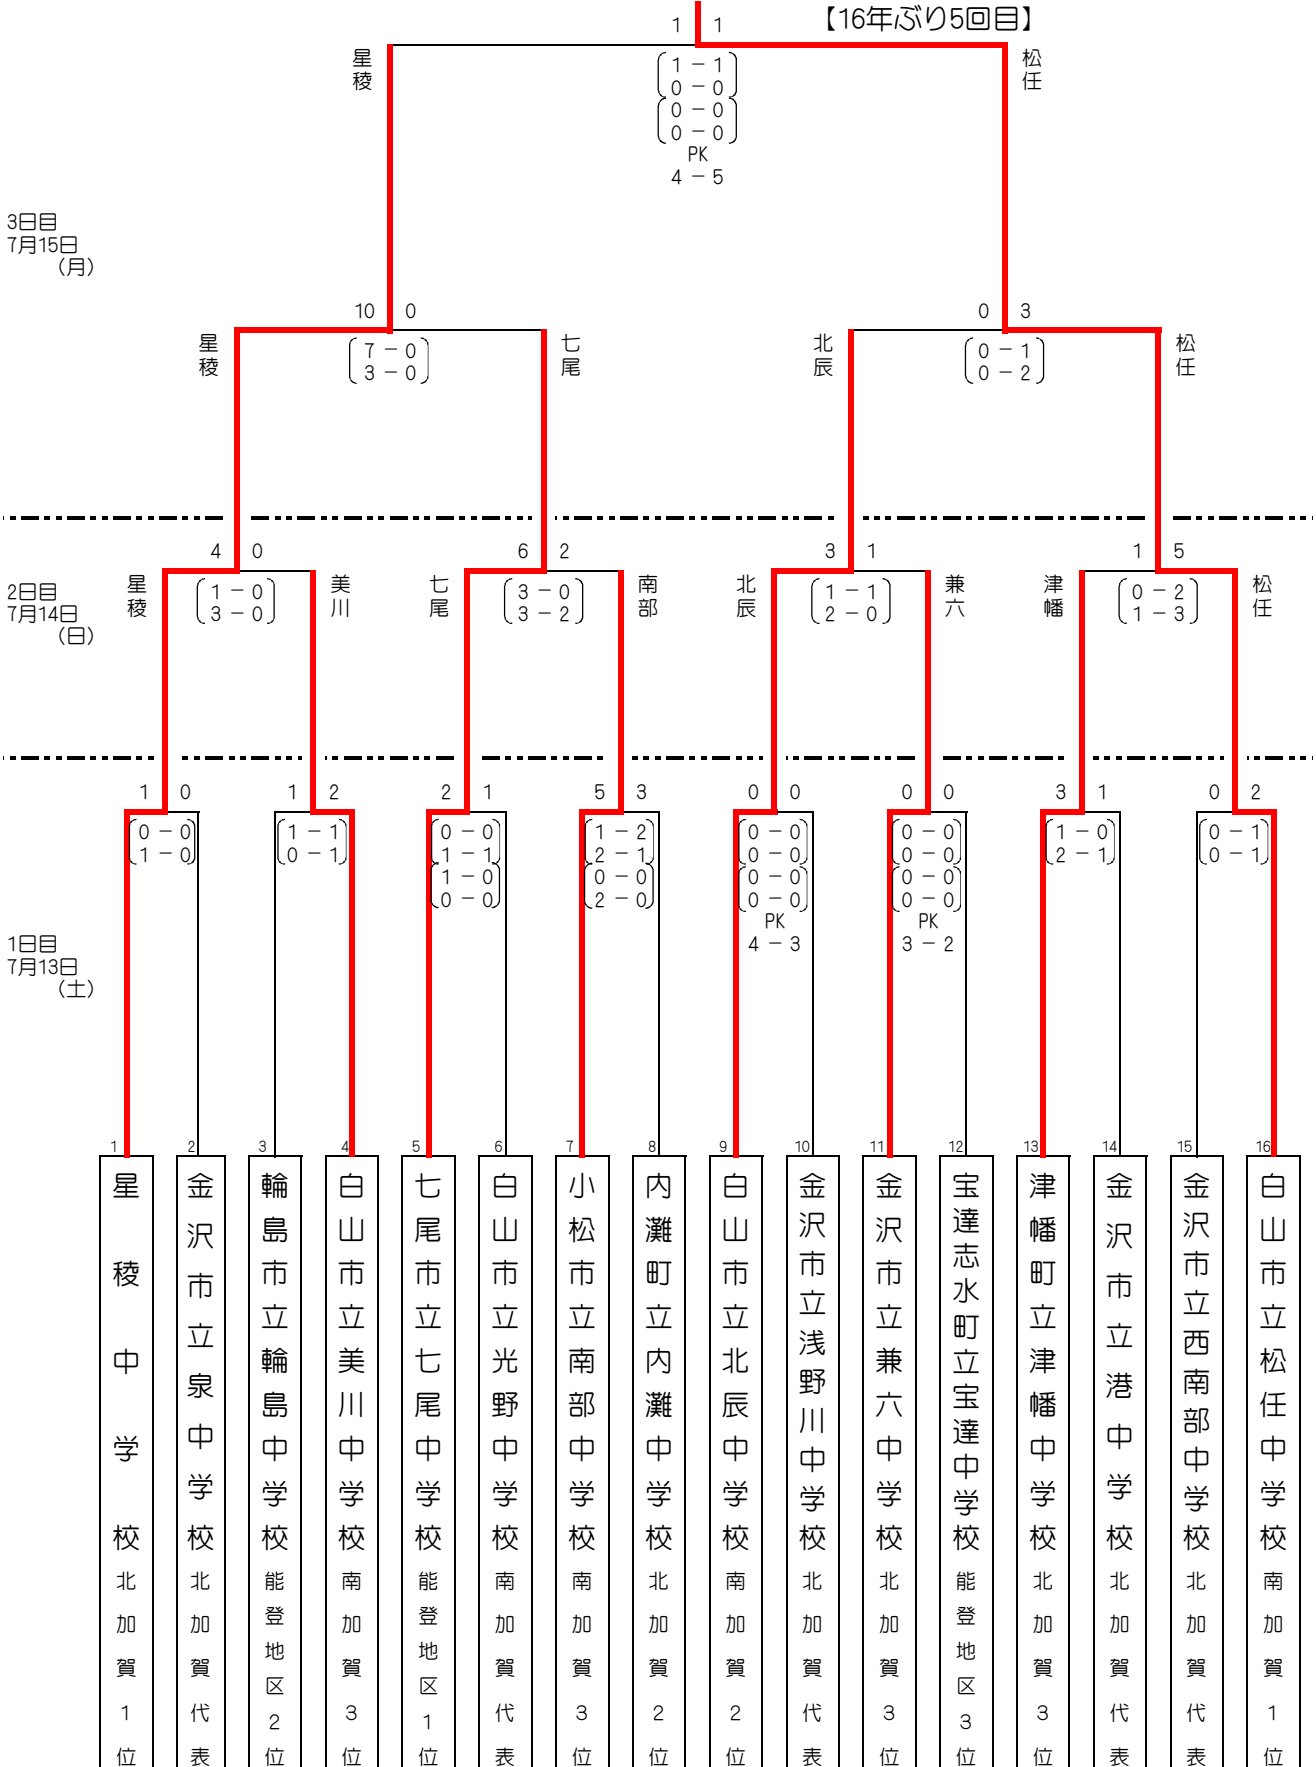 【16年ぶり5回目】
1 1
星稜
松任
1 － 1
0 － 0
0 － 0
0 － 0
PK
4 － 5
3日目
7月15日
（月）
10 0
0 3
星稜
7 － 0
3 － 0
七尾
北辰
0 － 1
0 － 2
松任
2日目
7月14日
（日）
4 0
6 2
3 1
1 5
星稜
1 － 0
3 － 0
美川
七尾
3 － 0
3 － 2
南部
北辰
1 － 1
2 － 0
兼六
津幡
0 － 2
1 － 3
松任
1日目
7月13日
（土）
1 0
0 － 0
1 － 0
1 2
1 － 1
0 － 1
2 1
0 － 0
1 － 1
1 － 0
0 － 0
5 3
1 － 2
2 － 1
0 － 0
2 － 0
0 0
0 － 0
0 － 0
0 － 0
0 － 0
PK
4 － 3
0 0
0 － 0
0 － 0
0 － 0
0 － 0
PK
3 － 2
3 1
1 － 0
2 － 1
0 2
0 － 1
0 － 1
1
星稜中学校 北加賀1位
2
金沢市立泉中学校 北加賀代表
3
輪島市立輪島中学校 能登地区2位
4
白山市立美川中学校 南加賀3位
5
七尾市立七尾中学校 能登地区1位
6
白山市立光野中学校 南加賀代表
7
小松市立南部中学校 南加賀3位
8
内灘町立内灘中学校 北加賀2位
9
白山市立北辰中学校 南加賀2位
10
金沢市立浅野川中学校 北加賀代表
11
金沢市立兼六中学校 北加賀3位
12
宝達志水町立宝達中学校 能登地区3位
13
津幡町立津幡中学校 北加賀3位
14
金沢市立港中学校 北加賀代表
15
金沢市立西南部中学校 北加賀代表
16
白山市立松任中学校 南加賀1位